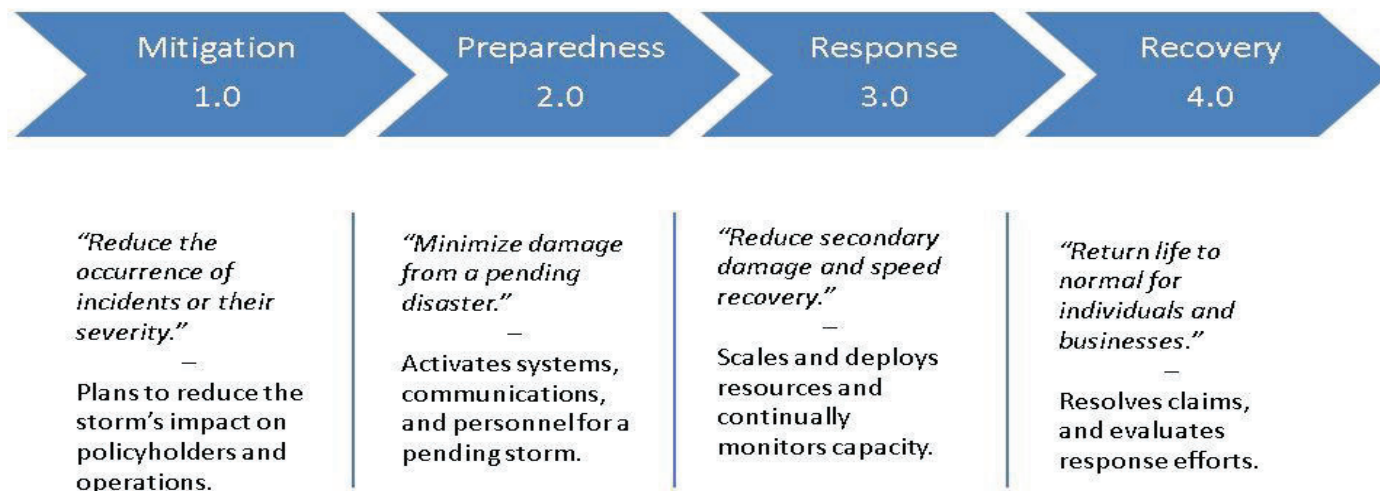 Mitigation
1.0
Preparedness
2.0
Response
3.0
Recovery
4.0
“Reduce the
occurrence of
incidents or their
severity.”
–
Plans to reduce the
storm’s impact on
policyholders and
operations.
“Minimize damage
from a pending
disaster.”
–
Activates systems,
communications,
and personnel for a
pending storm.
“Reduce secondary
damage and speed
recovery.”
–
Scales and deploys
resources and
continually
monitors capacity.
“Return life to
normal for
individuals and
businesses.”
–
Resolves claims,
and evaluates
response efforts.